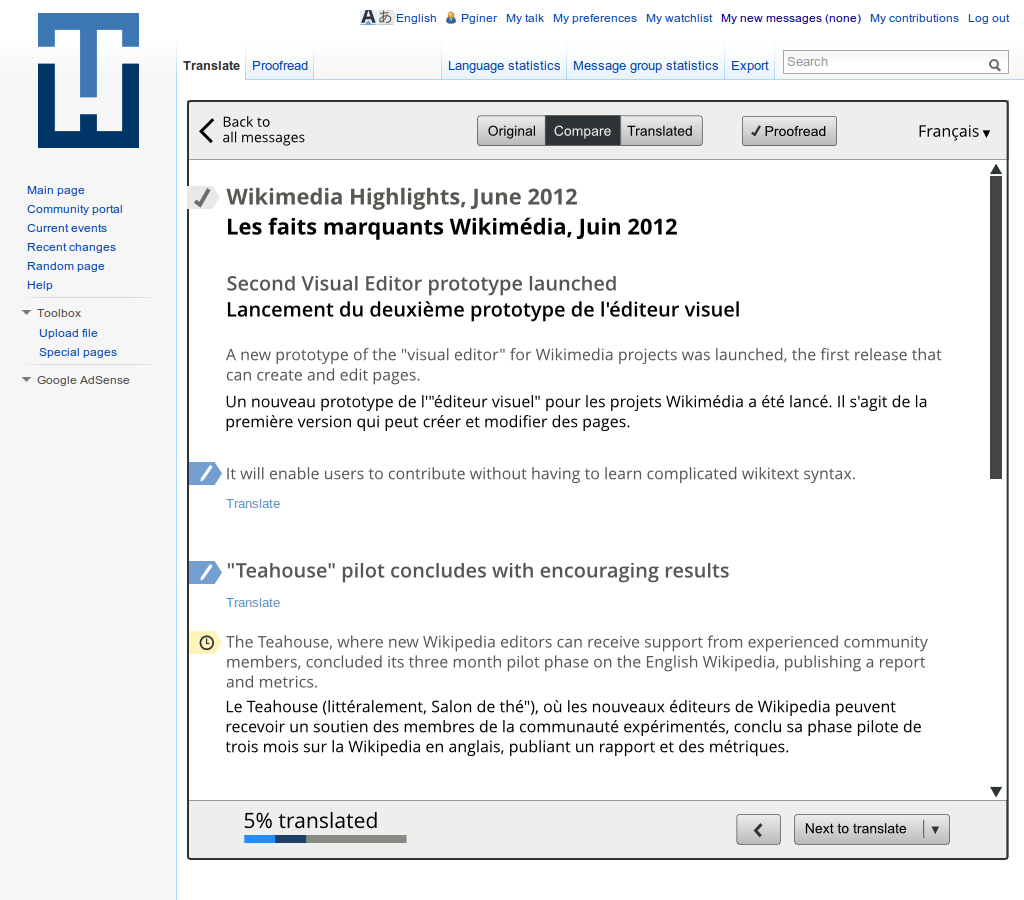 Aあ English Pginer My talk My preferences My watchlist My new messages (none) My contributions Log out
Translate Proofread Language statistics Message group statistics Export Search
Main page
Community portal
Current events
Recent changes
Random page
Help
Toolbox
Upload file
Special pages
Google AdSense
Back to
all messages
Original Compare Translated ✓ Proofread Français ▾
Wikimedia Highlights, June 2012
Les faits marquants Wikimédia, Juin 2012
Second Visual Editor prototype launched
Lancement du deuxième prototype de l'éditeur visuel
A new prototype of the "visual editor" for Wikimedia projects was launched, the first release that
can create and edit pages.
Un nouveau prototype de l'"éditeur visuel" pour les projets Wikimédia a été lancé. Il s'agit de la
première version qui peut créer et modifier des pages.
It will enable users to contribute without having to learn complicated wikitext syntax.
Translate
"Teahouse" pilot concludes with encouraging results
Translate
The Teahouse, where new Wikipedia editors can receive support from experienced community
members, concluded its three month pilot phase on the English Wikipedia, publishing a report
and metrics.
Le Teahouse (littéralement, Salon de thé"), où les nouveaux éditeurs de Wikipedia peuvent
recevoir un soutien des membres de la communauté expérimentés, conclu sa phase pilote de
trois mois sur la Wikipedia en anglais, publiant un rapport et des métriques.
5% translated
Next to translate